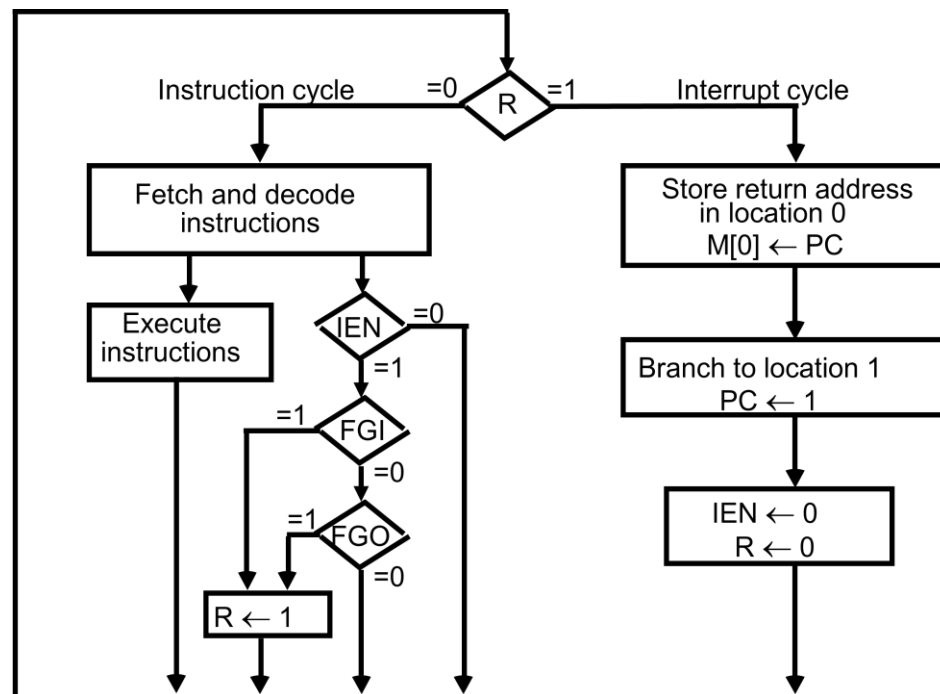 Instruction cycle
=0
R
=1
Interrupt cycle
Fetch and decode
instructions
Store return address
in location 0
M[0] ← PC
Execute
instructions
IEN
=0
=1
Branch to location 1
PC ← 1
=1
FGI
=0
=1
FGO
=0
IEN ← 0
R ← 0
R ← 1